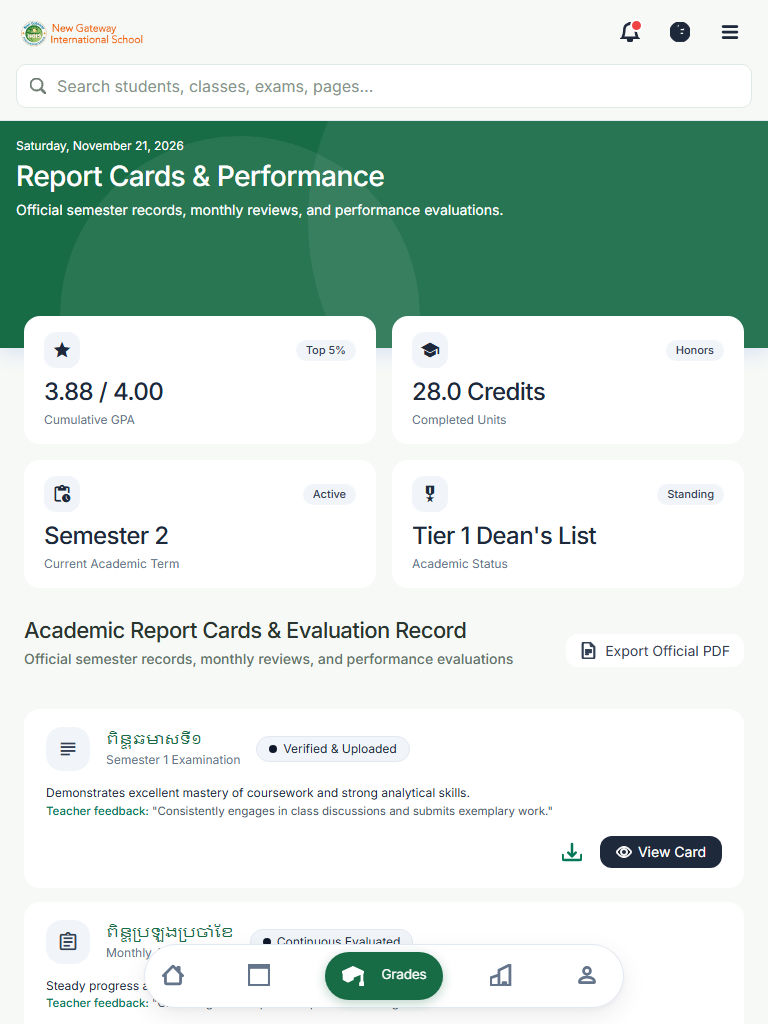 New Gateway
International School
Search students, classes, exams, pages...
Saturday, November 21, 2026
Report Cards & Performance
Official semester records, monthly reviews, and performance evaluations.
Top 5%
3.88 / 4.00
Cumulative GPA
Honors
28.0 Credits
Completed Units
Active
Semester 2
Current Academic Term
Standing
Tier 1 Dean's List
Academic Status
Academic Report Cards & Evaluation Record
Official semester records, monthly reviews, and performance evaluations
Export Official PDF
ពិន្ទុឆមាសទី១
Semester 1 Examination
Verified & Uploaded
Demonstrates excellent mastery of coursework and strong analytical skills.
Teacher feedback: "Consistently engages in class discussions and submits exemplary work."
View Card
ពិន្ទុប្រឡងប្រចាំខែ
Monthly
Continuous Evaluated
Steady progress
Teacher feedback:
Grades